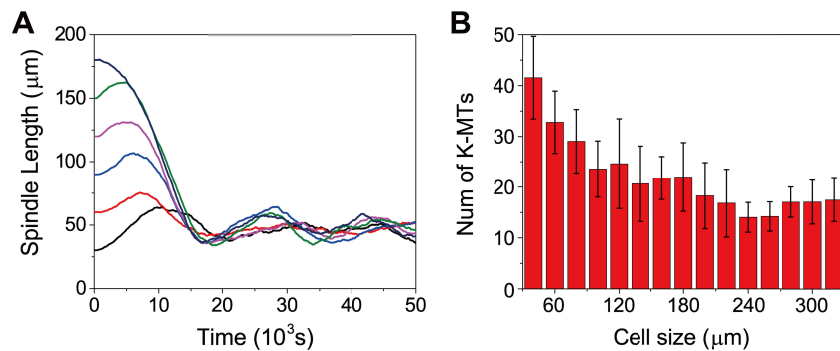 A
Spindle Length (μm)
200
150
100
50
0
0 10 20 30 40 50
Time (10³s)
B
Num of K-MTs
50
40
30
20
10
0
60 120 180 240 300
Cell size (μm)